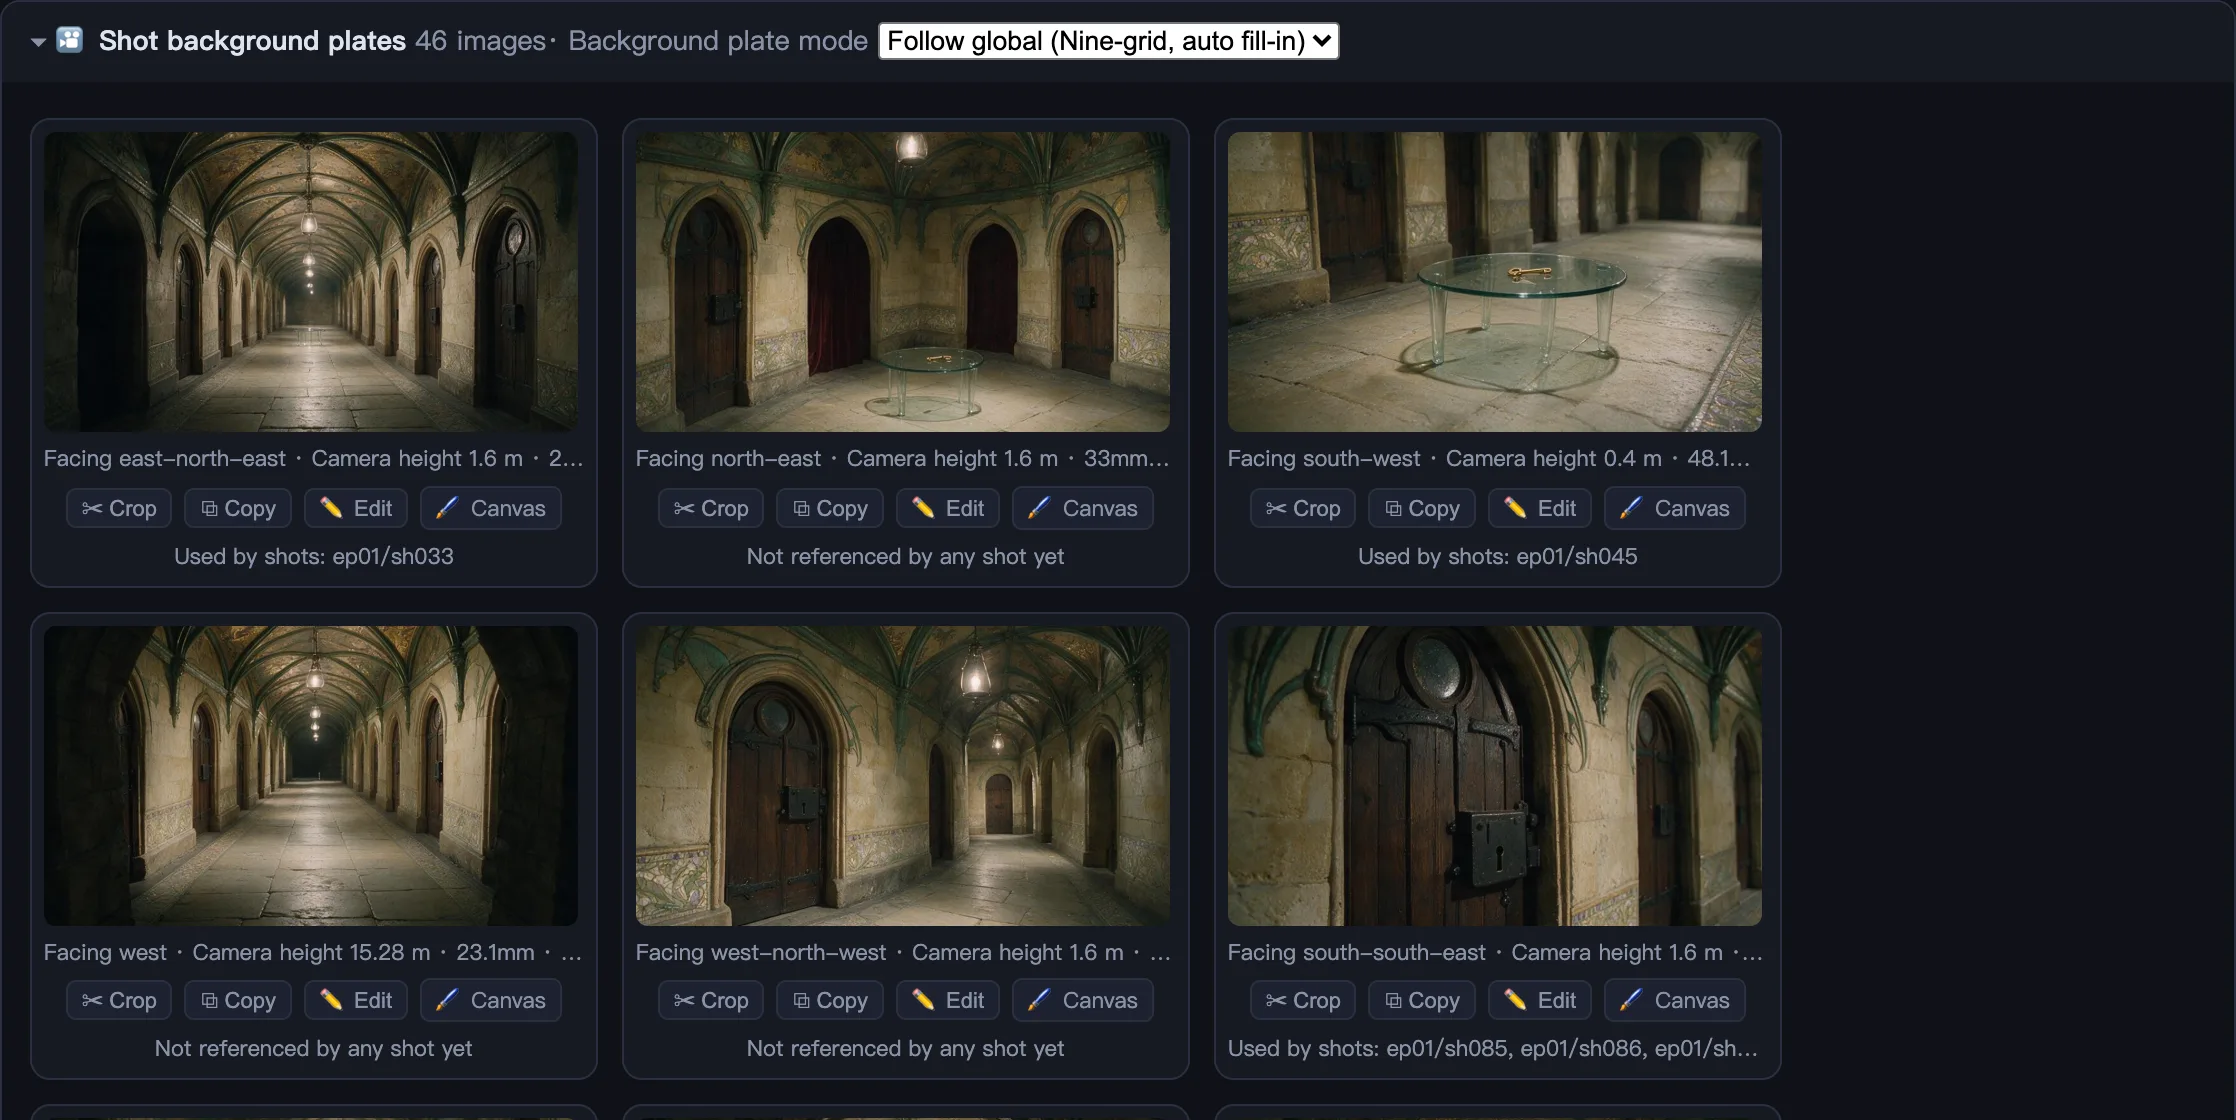 Shot background plates 46 images · Background plate mode Follow global (Nine-grid, auto fill-in)
Facing east-north-east · Camera height 1.6 m · 2...
Crop Copy Edit Canvas
Used by shots: ep01/sh033
Facing north-east · Camera height 1.6 m · 33mm...
Crop Copy Edit Canvas
Not referenced by any shot yet
Facing south-west · Camera height 0.4 m · 48.1...
Crop Copy Edit Canvas
Used by shots: ep01/sh045
Facing west · Camera height 15.28 m · 23.1mm · ...
Crop Copy Edit Canvas
Not referenced by any shot yet
Facing west-north-west · Camera height 1.6 m · ...
Crop Copy Edit Canvas
Not referenced by any shot yet
Facing south-south-east · Camera height 1.6 m · ...
Crop Copy Edit Canvas
Used by shots: ep01/sh085, ep01/sh086, ep01/sh...